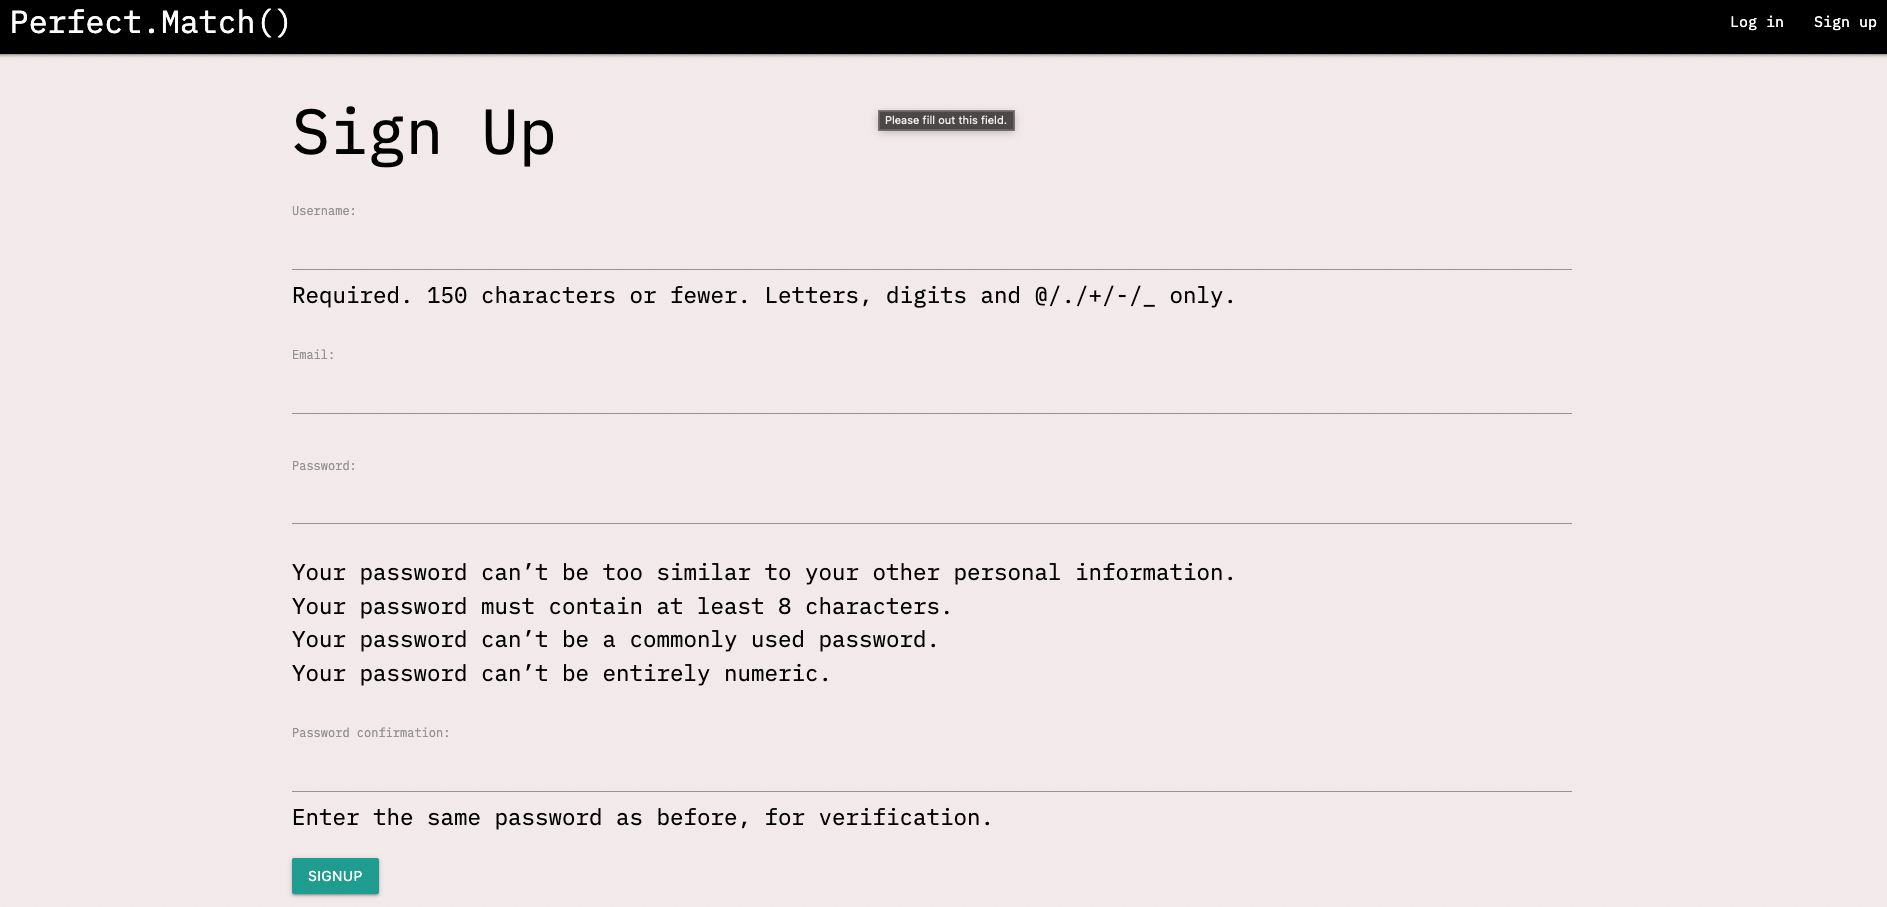 Perfect.Match()
Log in
Sign up
Sign Up
Please fill out this field.
Username:
Required. 150 characters or fewer. Letters, digits and @/./+/-/_ only.
Email:
Password:
Your password can’t be too similar to your other personal information.
Your password must contain at least 8 characters.
Your password can’t be a commonly used password.
Your password can’t be entirely numeric.
Password confirmation:
Enter the same password as before, for verification.
SIGNUP